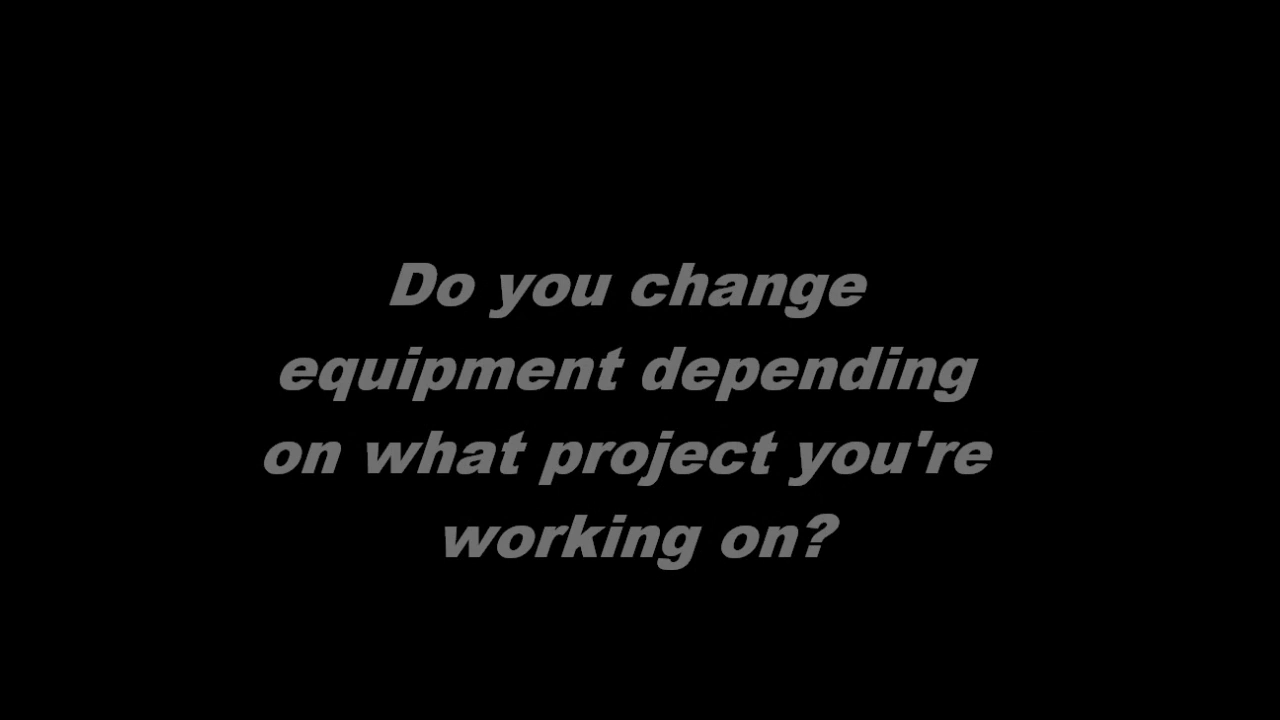 Do you change
equipment depending
on what project you're
working on?